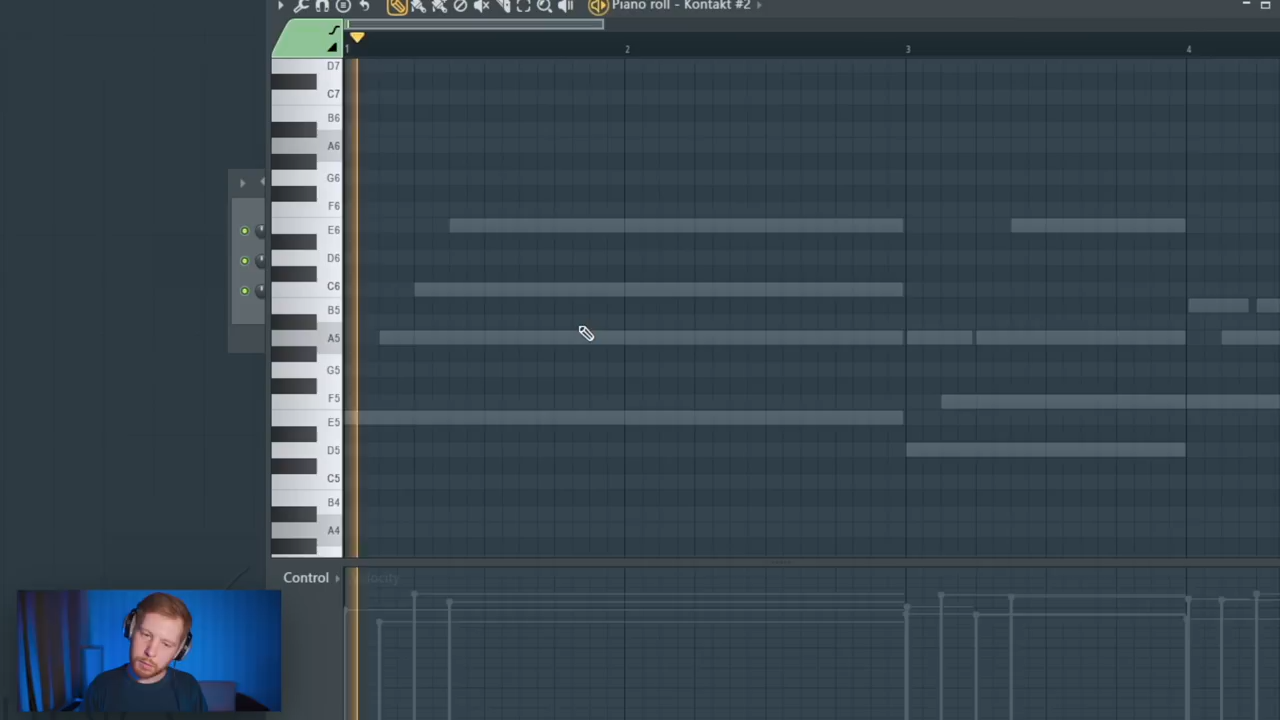 Piano roll - Kontakt #2
1 2 3 4
D7
C7
B6
A6
G6
F6
E6
D6
C6
B5
A5
G5
F5
E5
D5
C5
B4
A4
Control